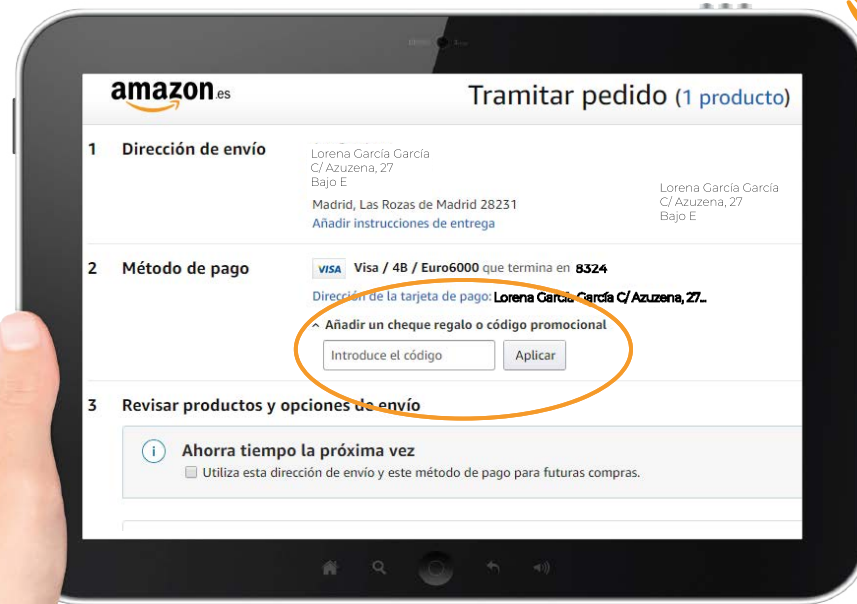 amazon.es
Tramitar pedido (1 producto)
1 Dirección de envío
Lorena García García
C/ Azuzena, 27
Bajo E
Madrid, Las Rozas de Madrid 28231
Añadir instrucciones de entrega
Lorena García García
C/ Azuzena, 27
Bajo E
2 Método de pago
VISA Visa / 4B / Euro6000 que termina en 8324
Dirección de la tarjeta de pago: Lorena García García C/ Azuzena, 27...
Añadir un cheque regalo o código promocional
Introduce el código
Aplicar
3 Revisar productos y opciones de envío
i Ahorra tiempo la próxima vez
Utiliza esta dirección de envío y este método de pago para futuras compras.